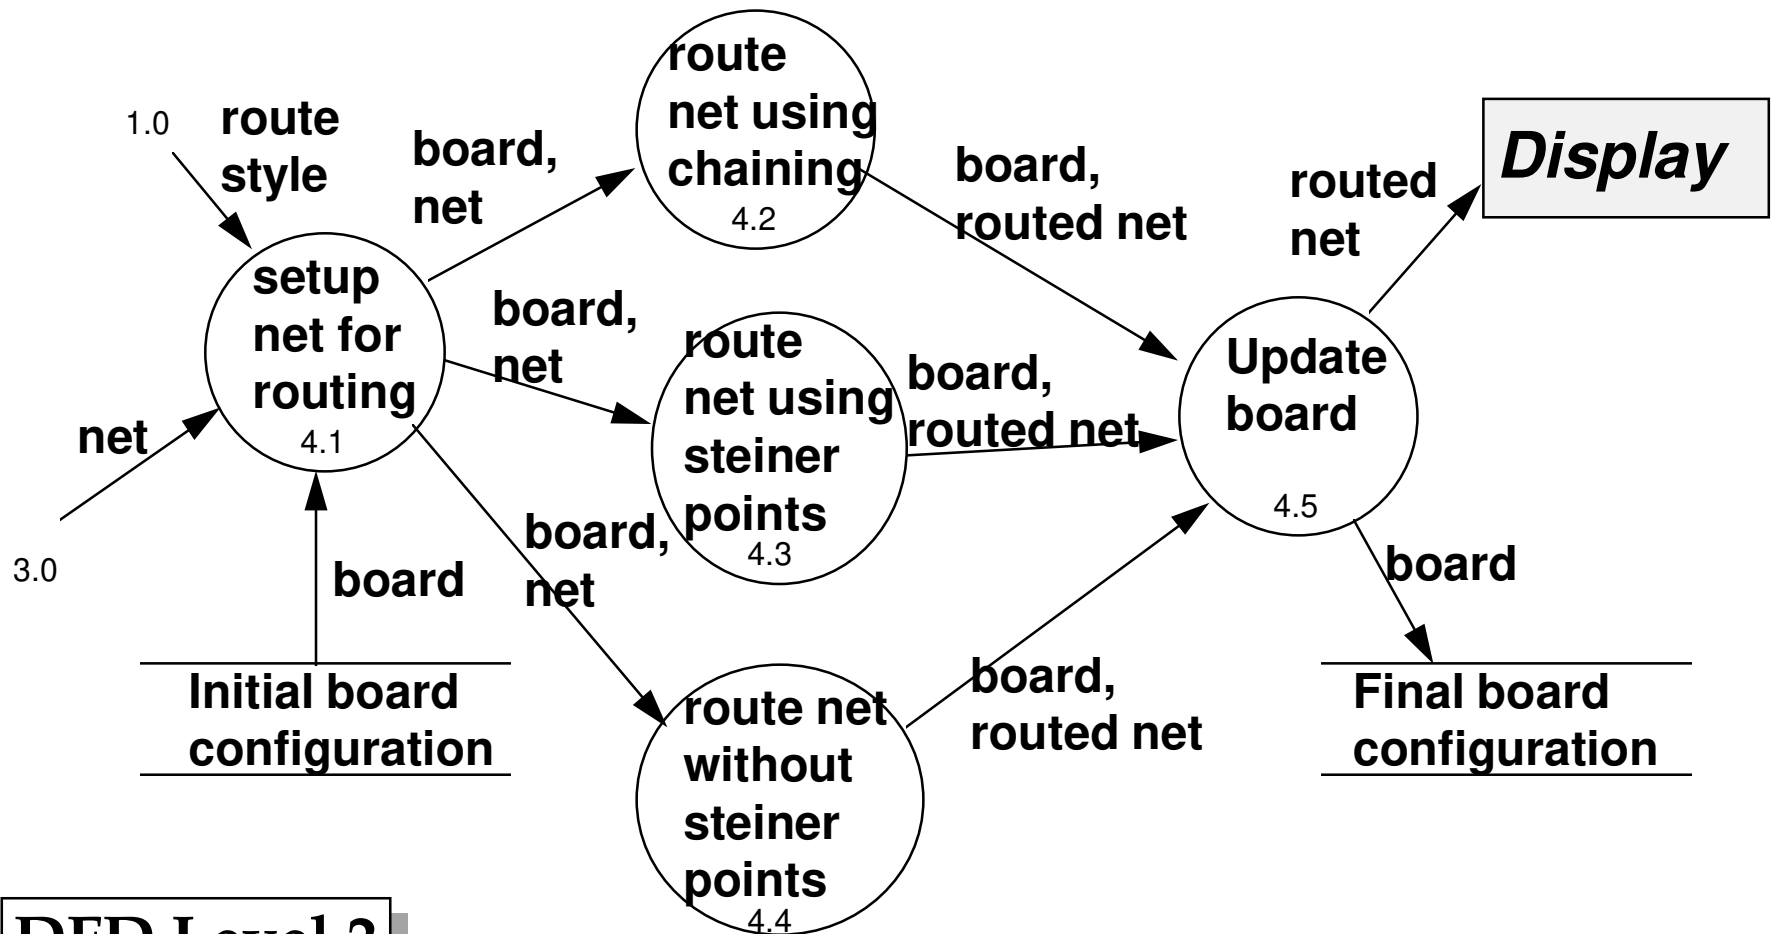 1.0
route
style
board,
net
route
net using
chaining
4.2
board,
routed net
routed
net
Display
setup
net for
routing
4.1
net
3.0
board,
net
route
net using
steiner
points
4.3
board,
routed net
Update
board
4.5
board
Initial board
configuration
board,
net
route net
without
steiner
points
4.4
board,
routed net
board
Final board
configuration
DFD Level 2